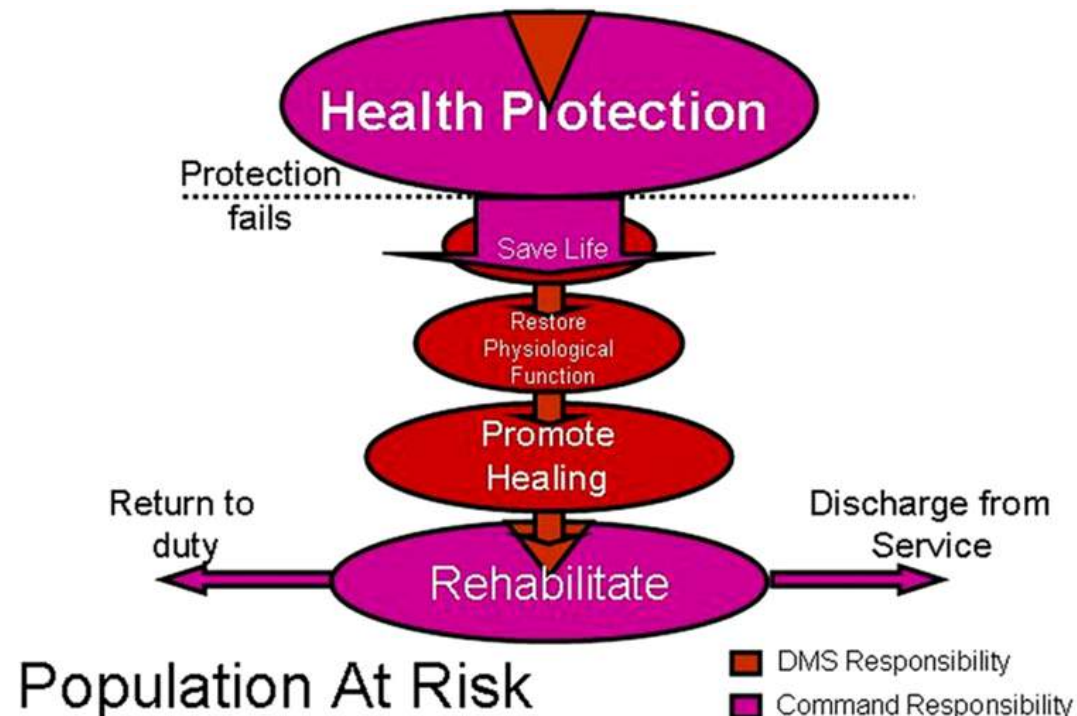 Health Protection
Protection
fails
Save Life
Restore
Physiological
Function
Promote
Healing
Return to
duty
Discharge from
Service
Rehabilitate
Population At Risk
DMS Responsibility
Command Responsibility